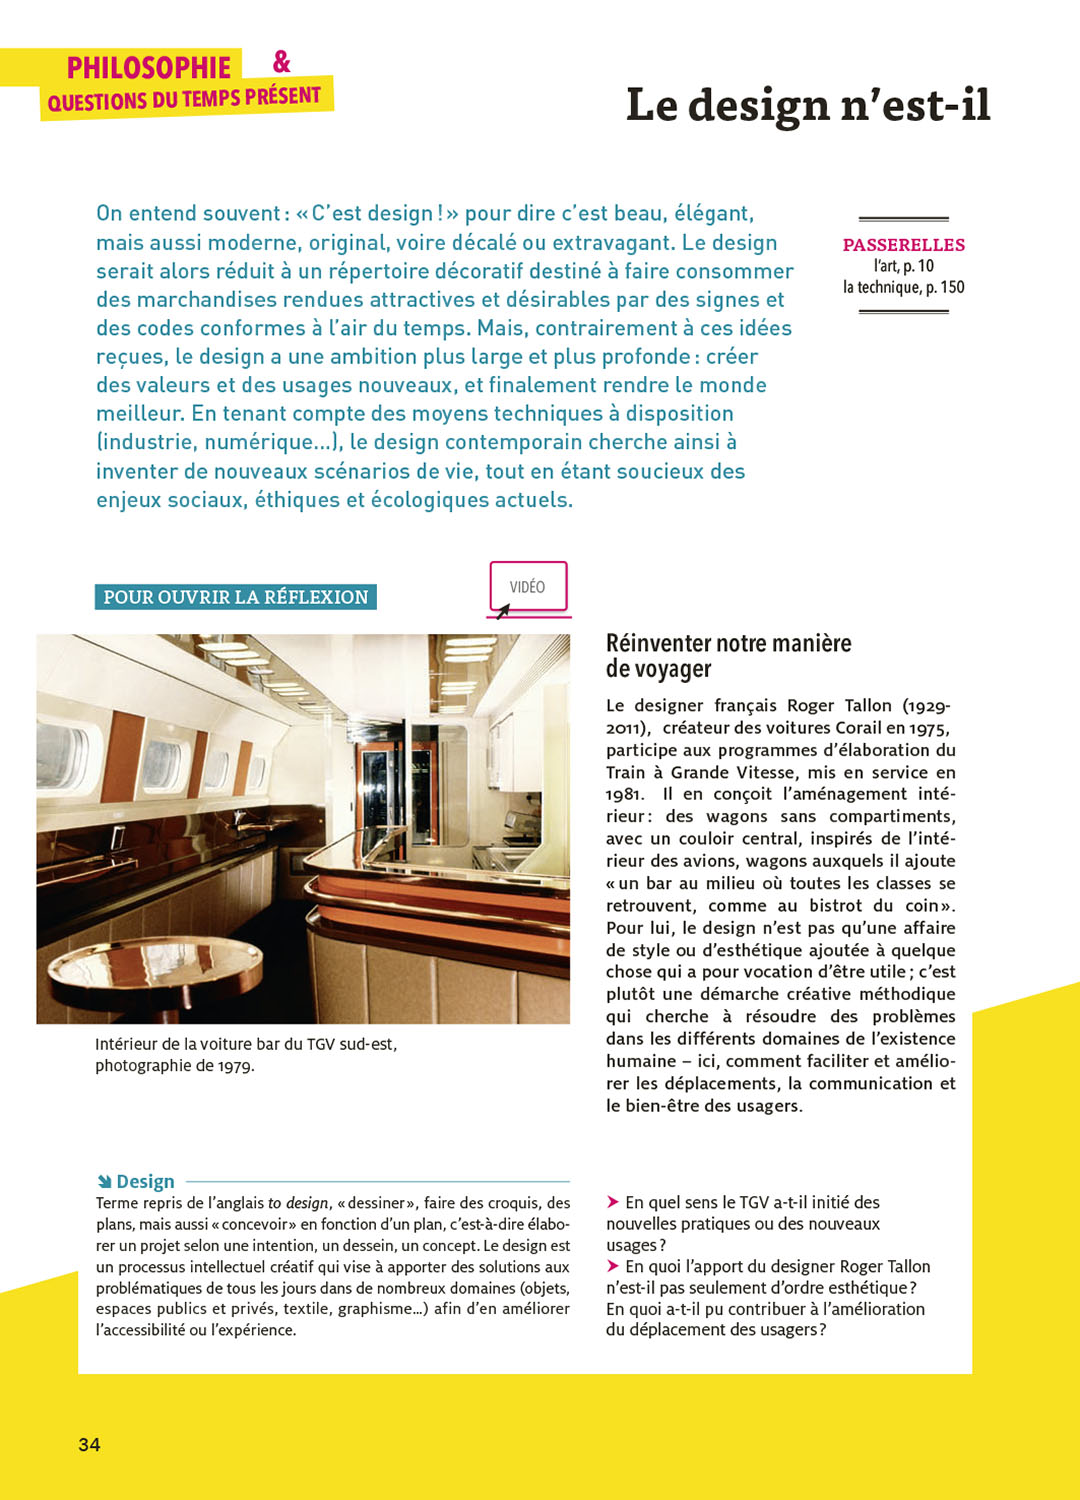 PHILOSOPHIE &
QUESTIONS DU TEMPS PRÉSENT
Le design n’est-il
On entend souvent : « C’est design ! » pour dire c’est beau, élégant,
mais aussi moderne, original, voire décalé ou extravagant. Le design
serait alors réduit à un répertoire décoratif destiné à faire consommer
des marchandises rendues attractives et désirables par des signes et
des codes conformes à l’air du temps. Mais, contrairement à ces idées
reçues, le design a une ambition plus large et plus profonde : créer
des valeurs et des usages nouveaux, et finalement rendre le monde
meilleur. En tenant compte des moyens techniques à disposition
(industrie, numérique…), le design contemporain cherche ainsi à
inventer de nouveaux scénarios de vie, tout en étant soucieux des
enjeux sociaux, éthiques et écologiques actuels.
PASSERELLES
l’art, p. 10
la technique, p. 150
POUR OUVRIR LA RÉFLEXION
VIDÉO
Intérieur de la voiture bar du TGV sud-est,
photographie de 1979.
Réinventer notre manière
de voyager
Le designer français Roger Tallon (1929-
2011), créateur des voitures Corail en 1975,
participe aux programmes d’élaboration du
Train à Grande Vitesse, mis en service en
1981. Il en conçoit l’aménagement inté-
rieur : des wagons sans compartiments,
avec un couloir central, inspirés de l’inté-
rieur des avions, wagons auxquels il ajoute
« un bar au milieu où toutes les classes se
retrouvent, comme au bistrot du coin ».
Pour lui, le design n’est pas qu’une affaire
de style ou d’esthétique ajoutée à quelque
chose qui a pour vocation d’être utile ; c’est
plutôt une démarche créative méthodique
qui cherche à résoudre des problèmes
dans les différents domaines de l’existence
humaine – ici, comment faciliter et amélio-
rer les déplacements, la communication et
le bien-être des usagers.
Design
Terme repris de l’anglais to design, « dessiner », faire des croquis, des
plans, mais aussi « concevoir » en fonction d’un plan, c’est-à-dire élabo-
rer un projet selon une intention, un dessein, un concept. Le design est
un processus intellectuel créatif qui vise à apporter des solutions aux
problématiques de tous les jours dans de nombreux domaines (objets,
espaces publics et privés, textile, graphisme…) afin d’en améliorer
l’accessibilité ou l’expérience.
➤ En quel sens le TGV a-t-il initié des
nouvelles pratiques ou des nouveaux
usages ?
➤ En quoi l’apport du designer Roger Tallon
n’est-il pas seulement d’ordre esthétique ?
En quoi a-t-il pu contribuer à l’amélioration
du déplacement des usagers ?
34